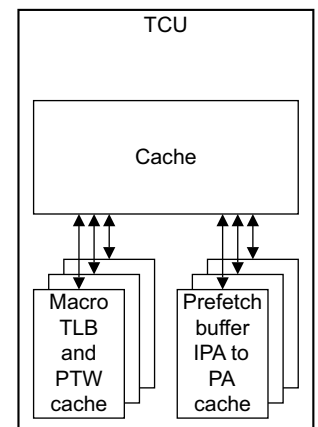 TCU
Cache
Macro
TLB
and
PTW
cache
Prefetch
buffer
IPA to
PA
cache